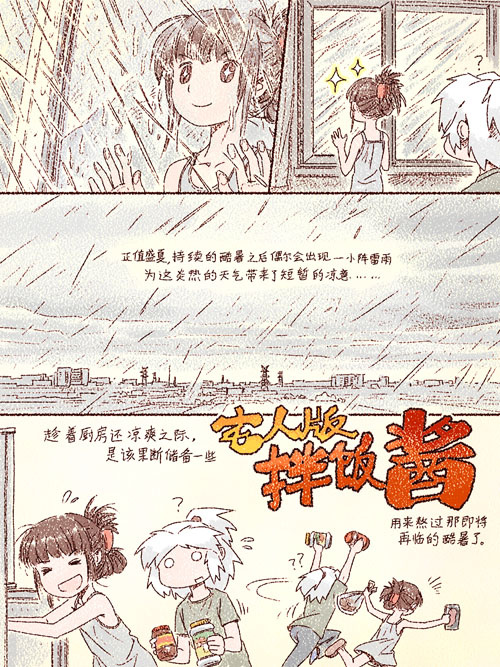 ?
正值盛夏,持续的酷暑之后偶尔会出现一小阵雷雨
为这炎热的天气带来了短暂的凉意……
趁着厨房还凉爽之际,
是该果断储备一些
宅人版
拌饭酱
用来熬过那即将
再临的酷暑了。
?
??